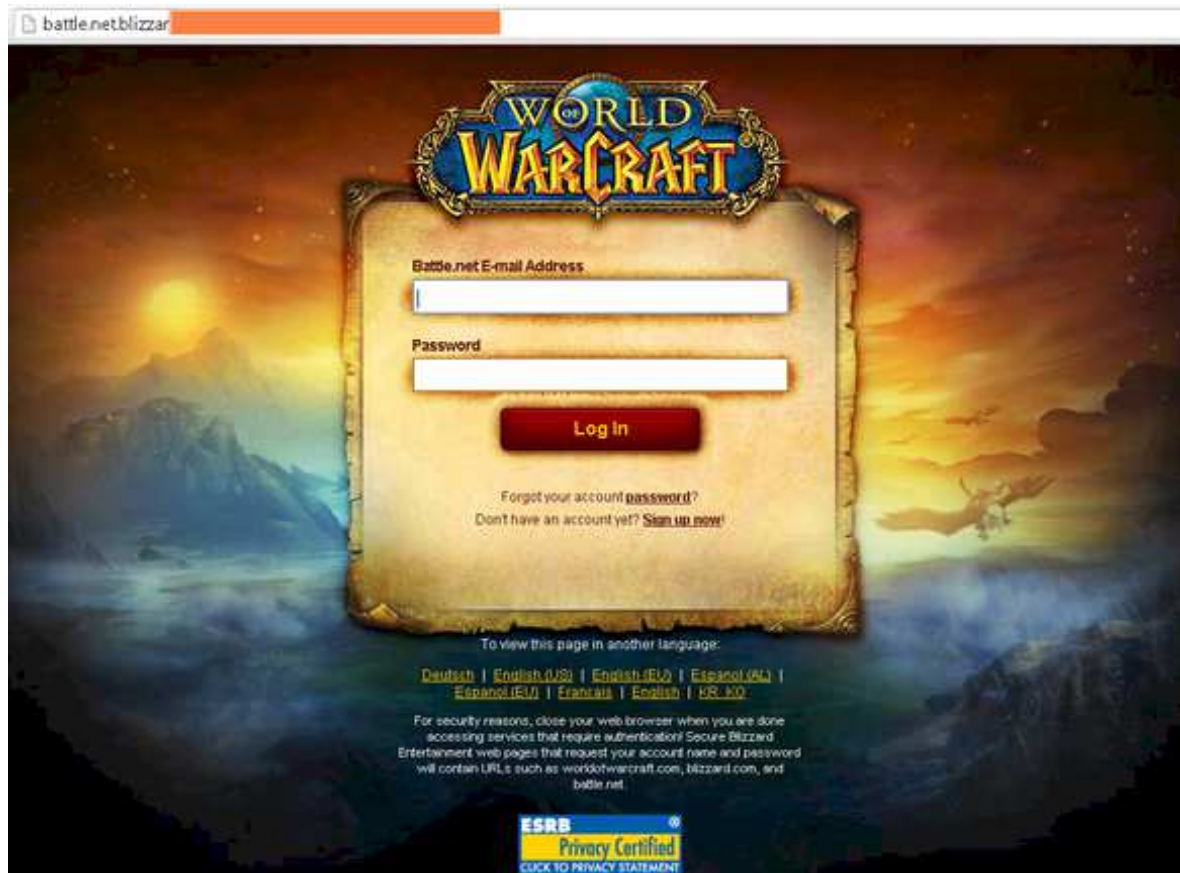 battle.net.blizzar
WORLD
OF
WARCRAFT
Battle.net E-mail Address
Password
Log In
Forgot your account password?
Don't have an account yet? Sign up now!
To view this page in another language:
Deutsch | English (US) | English (EU) | Espanol (AL) |
Espanol (EU) | Francais | English | KR, KO
For security reasons, close your web browser when you are done
accessing services that require authentication! Secure Blizzard
Entertainment web pages that request your account name and password
will contain URLs such as worldofwarcraft.com, blizzard.com, and
battle.net.
ESRB ®
Privacy Certified
CLICK TO PRIVACY STATEMENT